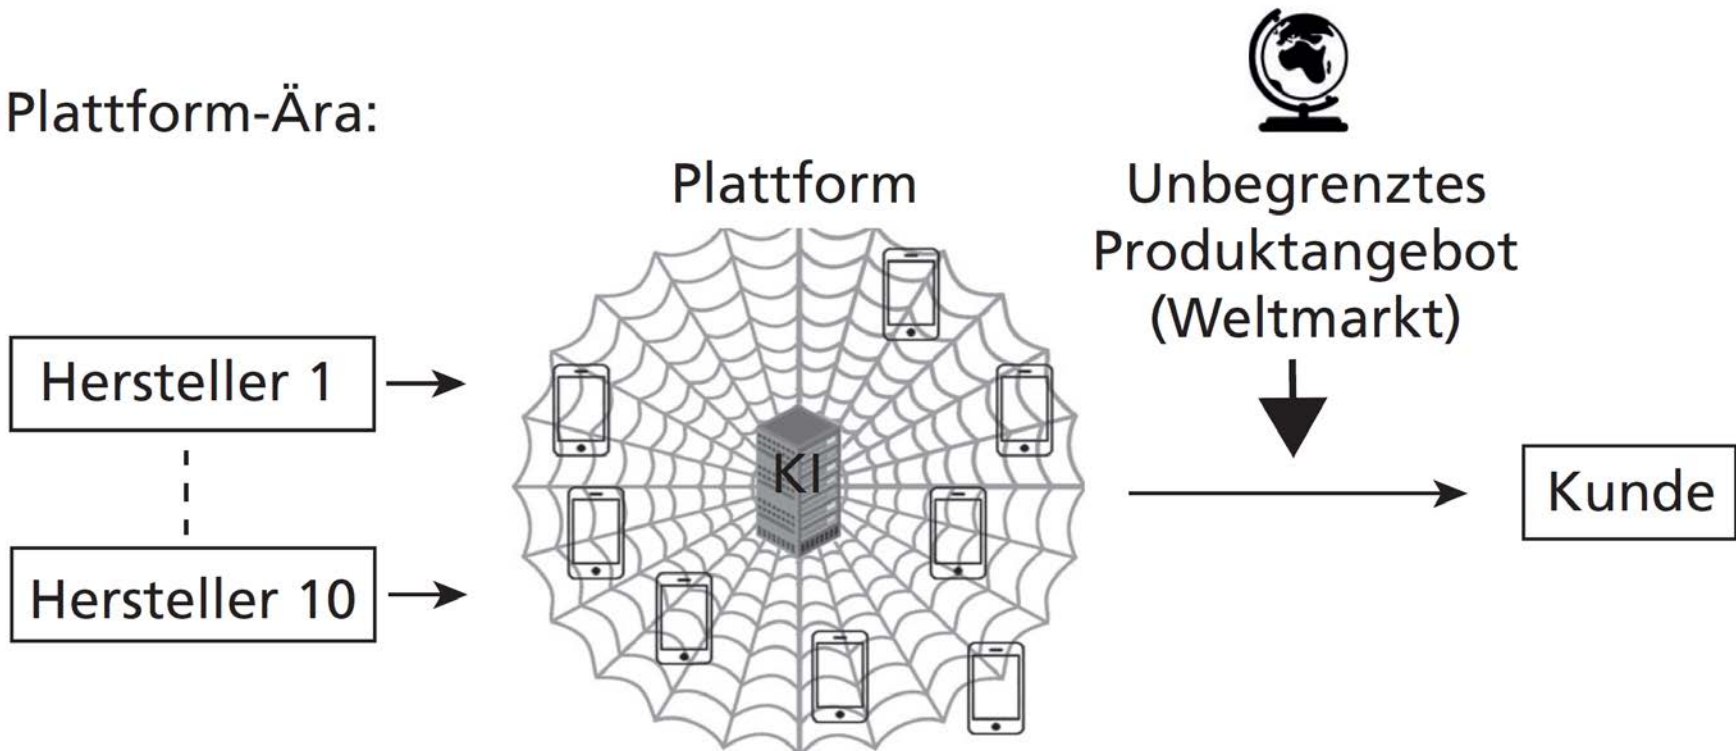 Plattform-Ära:
Plattform
Unbegrenztes
Produktangebot
(Weltmarkt)
Hersteller 1
KI
Kunde
Hersteller 10